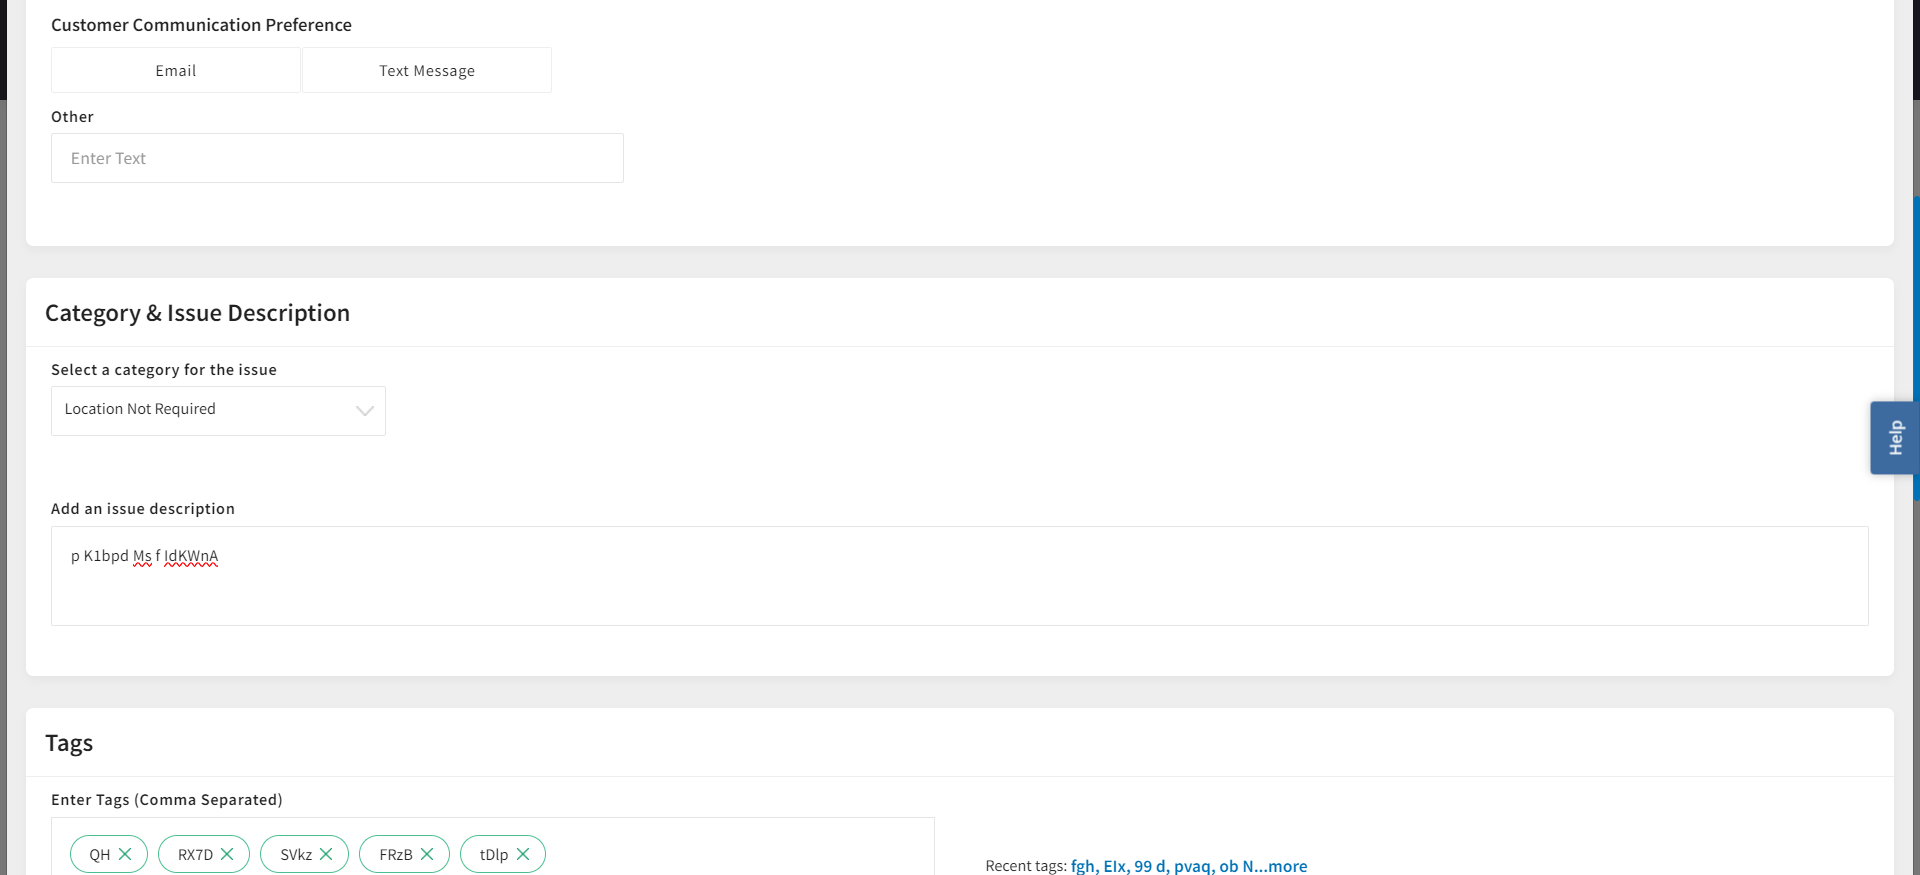 Customer Communication Preference
Email
Text Message
Other
Enter Text
Category & Issue Description
Select a category for the issue
Location Not Required
Help
Add an issue description
p K1bpd Ms f IdKWnA
Tags
Enter Tags (Comma Separated)
QH RX7D SVkz FRzB tDlp
Recent tags: fgh, EIx, 99 d, pvaq, ob N...more